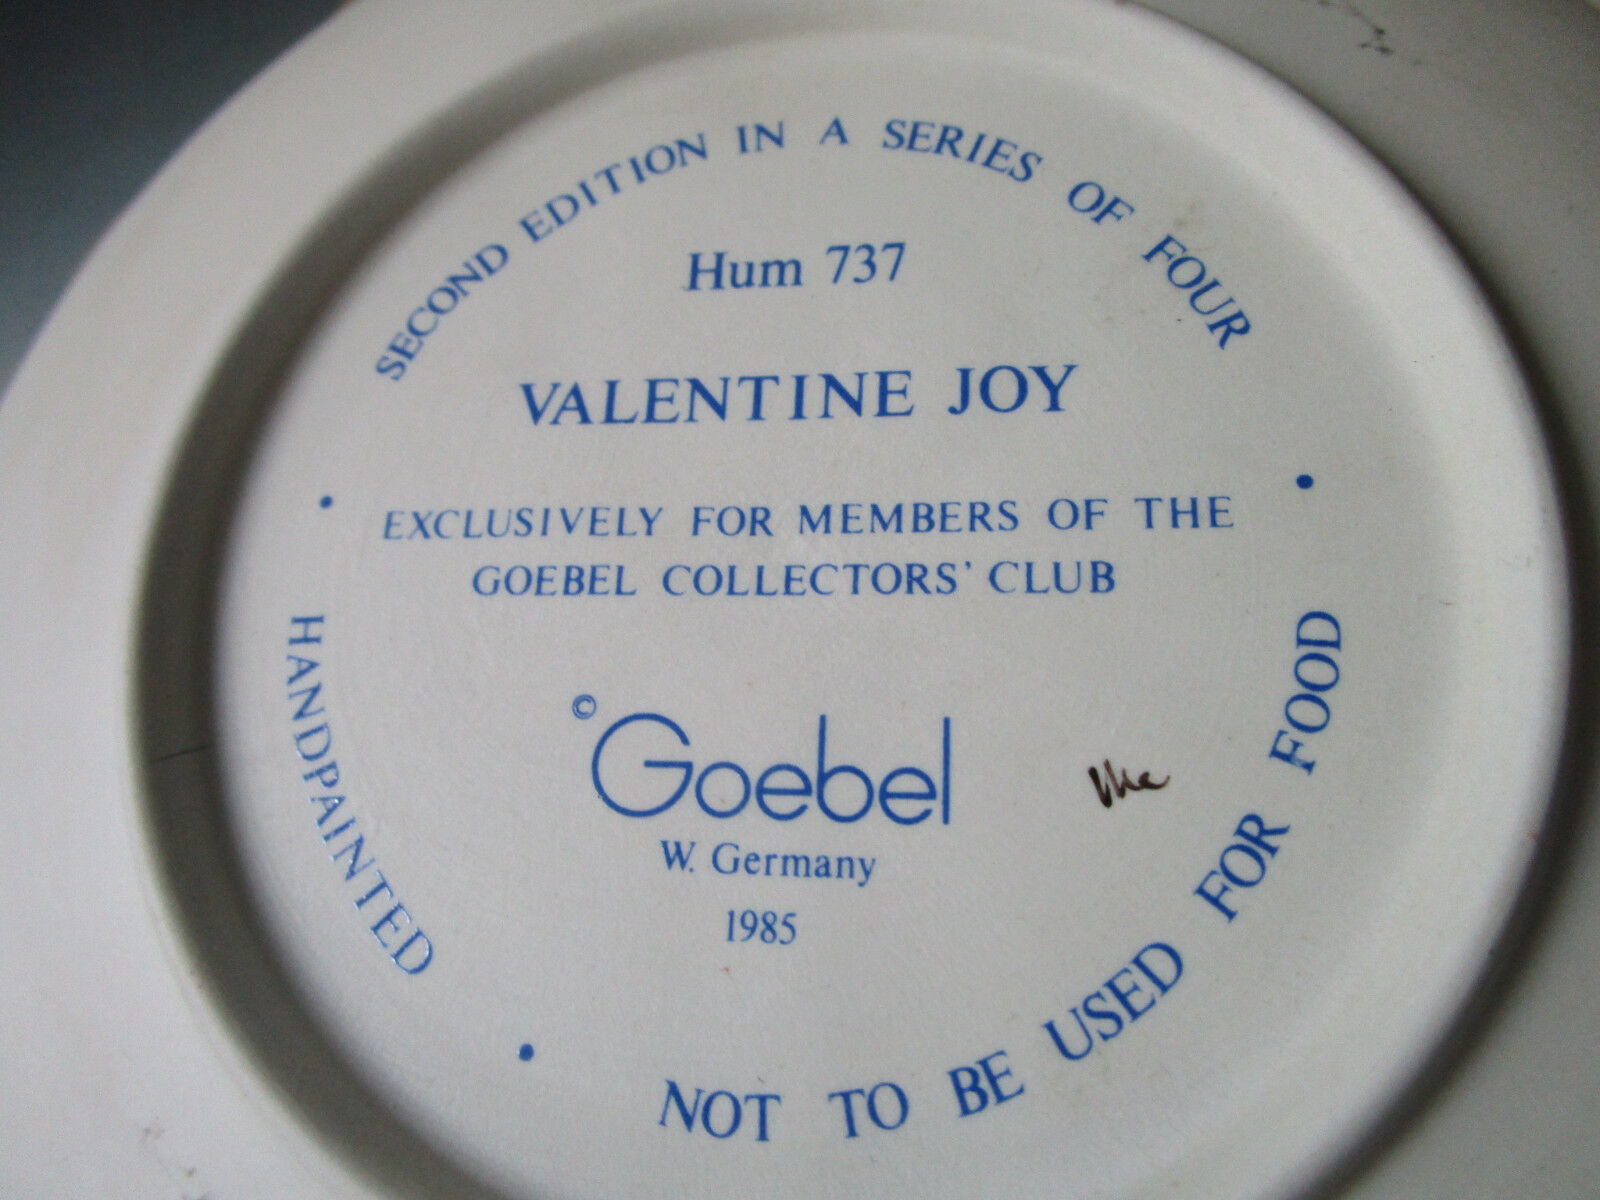 SECOND EDITION IN A SERIES OF FOUR
Hum 737
VALENTINE JOY
EXCLUSIVELY FOR MEMBERS OF THE
GOEBEL COLLECTORS' CLUB
© Goebel
W. Germany
1985
HANDPAINTED
NOT TO BE USED FOR FOOD